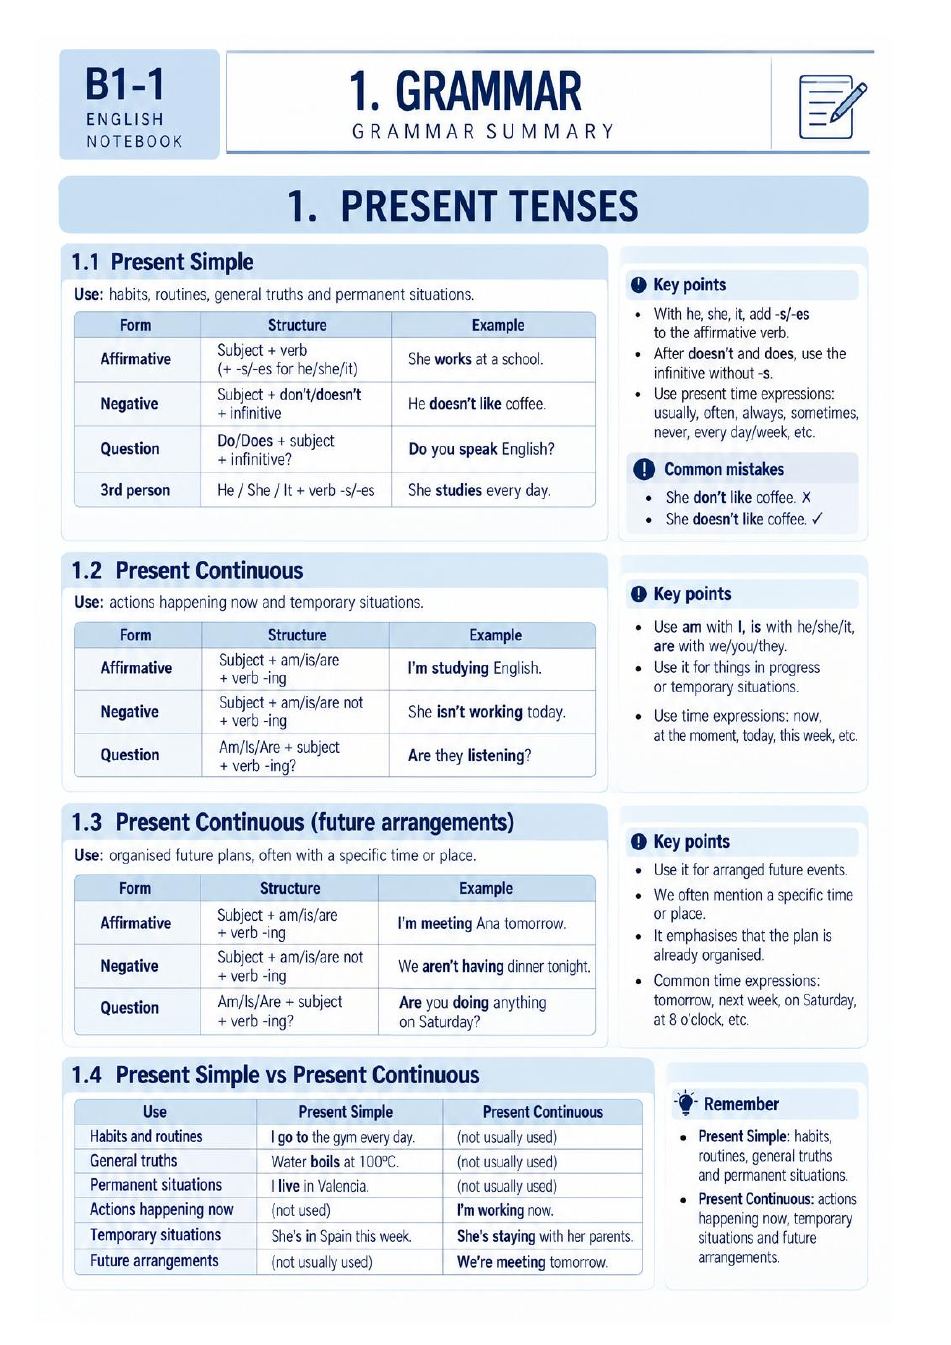 B1-1
ENGLISH
NOTEBOOK
1. GRAMMAR
GRAMMAR SUMMARY
1. PRESENT TENSES
1.1 Present Simple
Use: habits, routines, general truths and permanent situations.
Form Structure Example
Affirmative Subject + verb
(+ -s/-es for he/she/it) She works at a school.
Negative Subject + don't/doesn't
+ infinitive He doesn't like coffee.
Question Do/Does + subject
+ infinitive? Do you speak English?
3rd person He / She / It + verb -s/-es She studies every day.
Key points
• With he, she, it, add -s/-es
to the affirmative verb.
• After doesn't and does, use the
infinitive without -s.
• Use present time expressions:
usually, often, always, sometimes,
never, every day/week, etc.
Common mistakes
• She don't like coffee. ✗
• She doesn't like coffee. ✓
1.2 Present Continuous
Use: actions happening now and temporary situations.
Form Structure Example
Affirmative Subject + am/is/are
+ verb -ing I'm studying English.
Negative Subject + am/is/are not
+ verb -ing She isn't working today.
Question Am/Is/Are + subject
+ verb -ing? Are they listening?
Key points
• Use am with I, is with he/she/it,
are with we/you/they.
• Use it for things in progress
or temporary situations.
• Use time expressions: now,
at the moment, today, this week, etc.
1.3 Present Continuous (future arrangements)
Use: organised future plans, often with a specific time or place.
Form Structure Example
Affirmative Subject + am/is/are
+ verb -ing I'm meeting Ana tomorrow.
Negative Subject + am/is/are not
+ verb -ing We aren't having dinner tonight.
Question Am/Is/Are + subject
+ verb -ing? Are you doing anything
on Saturday?
Key points
• Use it for arranged future events.
• We often mention a specific time
or place.
• It emphasises that the plan is
already organised.
• Common time expressions:
tomorrow, next week, on Saturday,
at 8 o'clock, etc.
1.4 Present Simple vs Present Continuous
Use Present Simple Present Continuous
Habits and routines I go to the gym every day. (not usually used)
General truths Water boils at 100ºC. (not usually used)
Permanent situations I live in Valencia. (not usually used)
Actions happening now (not used) I'm working now.
Temporary situations She's in Spain this week. She's staying with her parents.
Future arrangements (not usually used) We're meeting tomorrow.
Remember
• Present Simple: habits,
routines, general truths
and permanent situations.
• Present Continuous: actions
happening now, temporary
situations and future
arrangements.